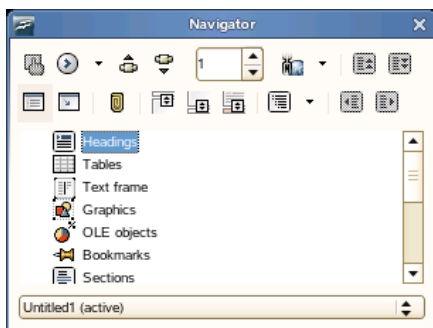 Navigator
1
Headings
Tables
Text frame
Graphics
OLE objects
Bookmarks
Sections
Untitled1 (active)